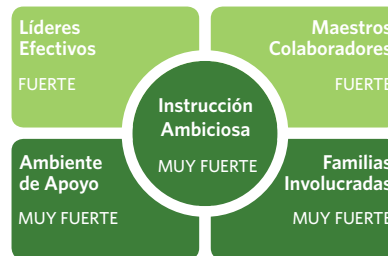 Líderes
Efectivos
FUERTE
Maestros
Colaboradores
FUERTE
Instrucción
Ambiciosa
MUY FUERTE
Ambiente
de Apoyo
MUY FUERTE
Familias
Involucradas
MUY FUERTE